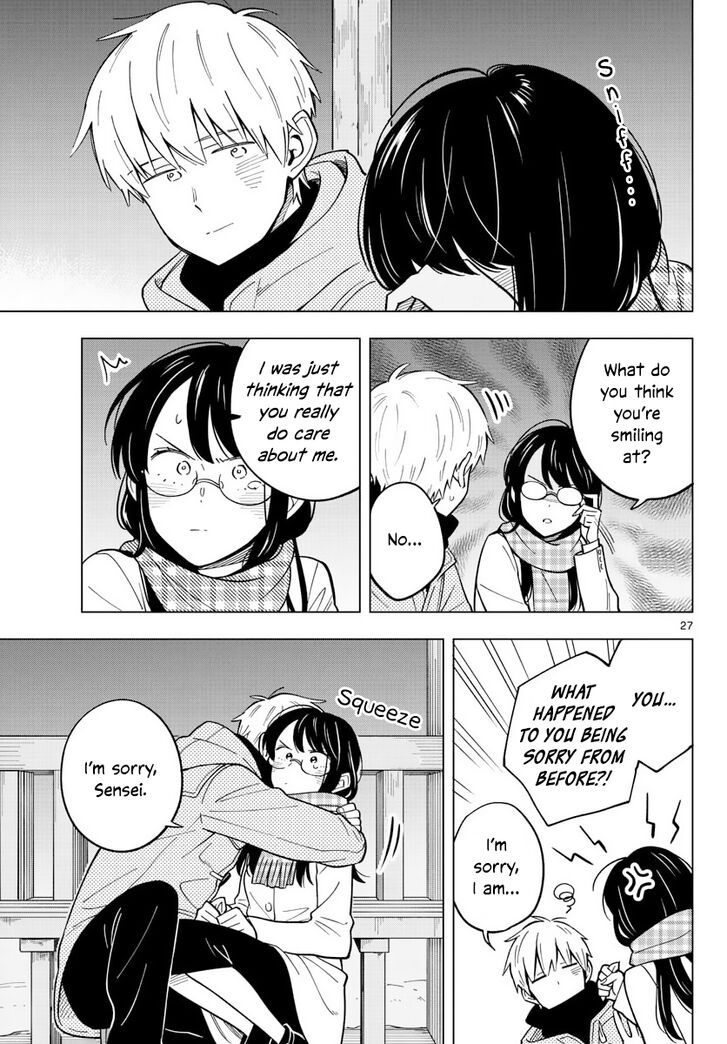 Sniff...
What do
you think
you're
smiling
at?
No...
I was just
thinking that
you really
do care
about me.
27
YOU...
WHAT
HAPPENED
TO YOU BEING
SORRY FROM
BEFORE?!
I'm
sorry,
I am...
Squeeze
I'm sorry,
Sensei.